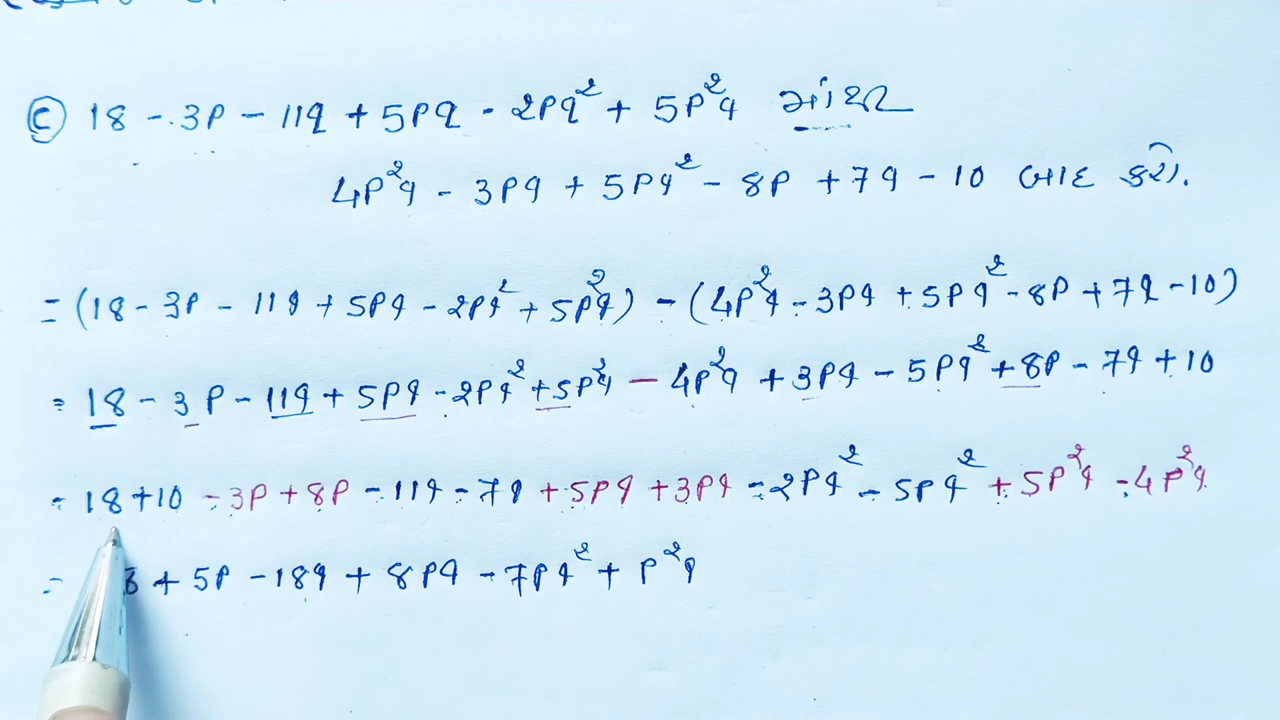 (c) 18 - 3p - 11q + 5pq - 2pq² + 5p²q માંથી
4p²q - 3pq + 5pq² - 8p + 7q - 10 બાદ કરો.
= (18 - 3p - 11q + 5pq - 2pq² + 5p²q) - (4p²q - 3pq + 5pq² - 8p + 7q - 10)
= 18 - 3p - 11q + 5pq - 2pq² + 5p²q - 4p²q + 3pq - 5pq² + 8p - 7q + 10
= 18 + 10 - 3p + 8p - 11q - 7q + 5pq + 3pq - 2pq² - 5pq² + 5p²q - 4p²q
= 8 + 5p - 18q + 8pq - 7pq² + p²q